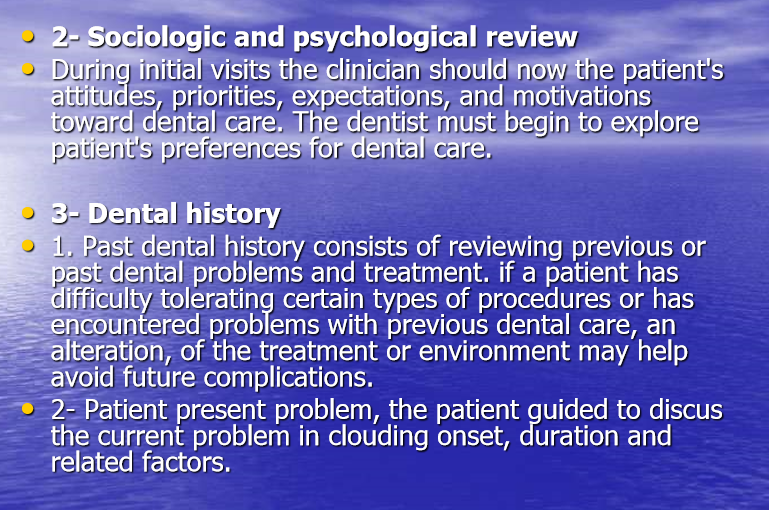 • 2- Sociologic and psychological review
• During initial visits the clinician should now the patient's
attitudes, priorities, expectations, and motivations
toward dental care. The dentist must begin to explore
patient's preferences for dental care.
• 3- Dental history
• 1. Past dental history consists of reviewing previous or
past dental problems and treatment. if a patient has
difficulty tolerating certain types of procedures or has
encountered problems with previous dental care, an
alteration, of the treatment or environment may help
avoid future complications.
• 2- Patient present problem, the patient guided to discus
the current problem in clouding onset, duration and
related factors.